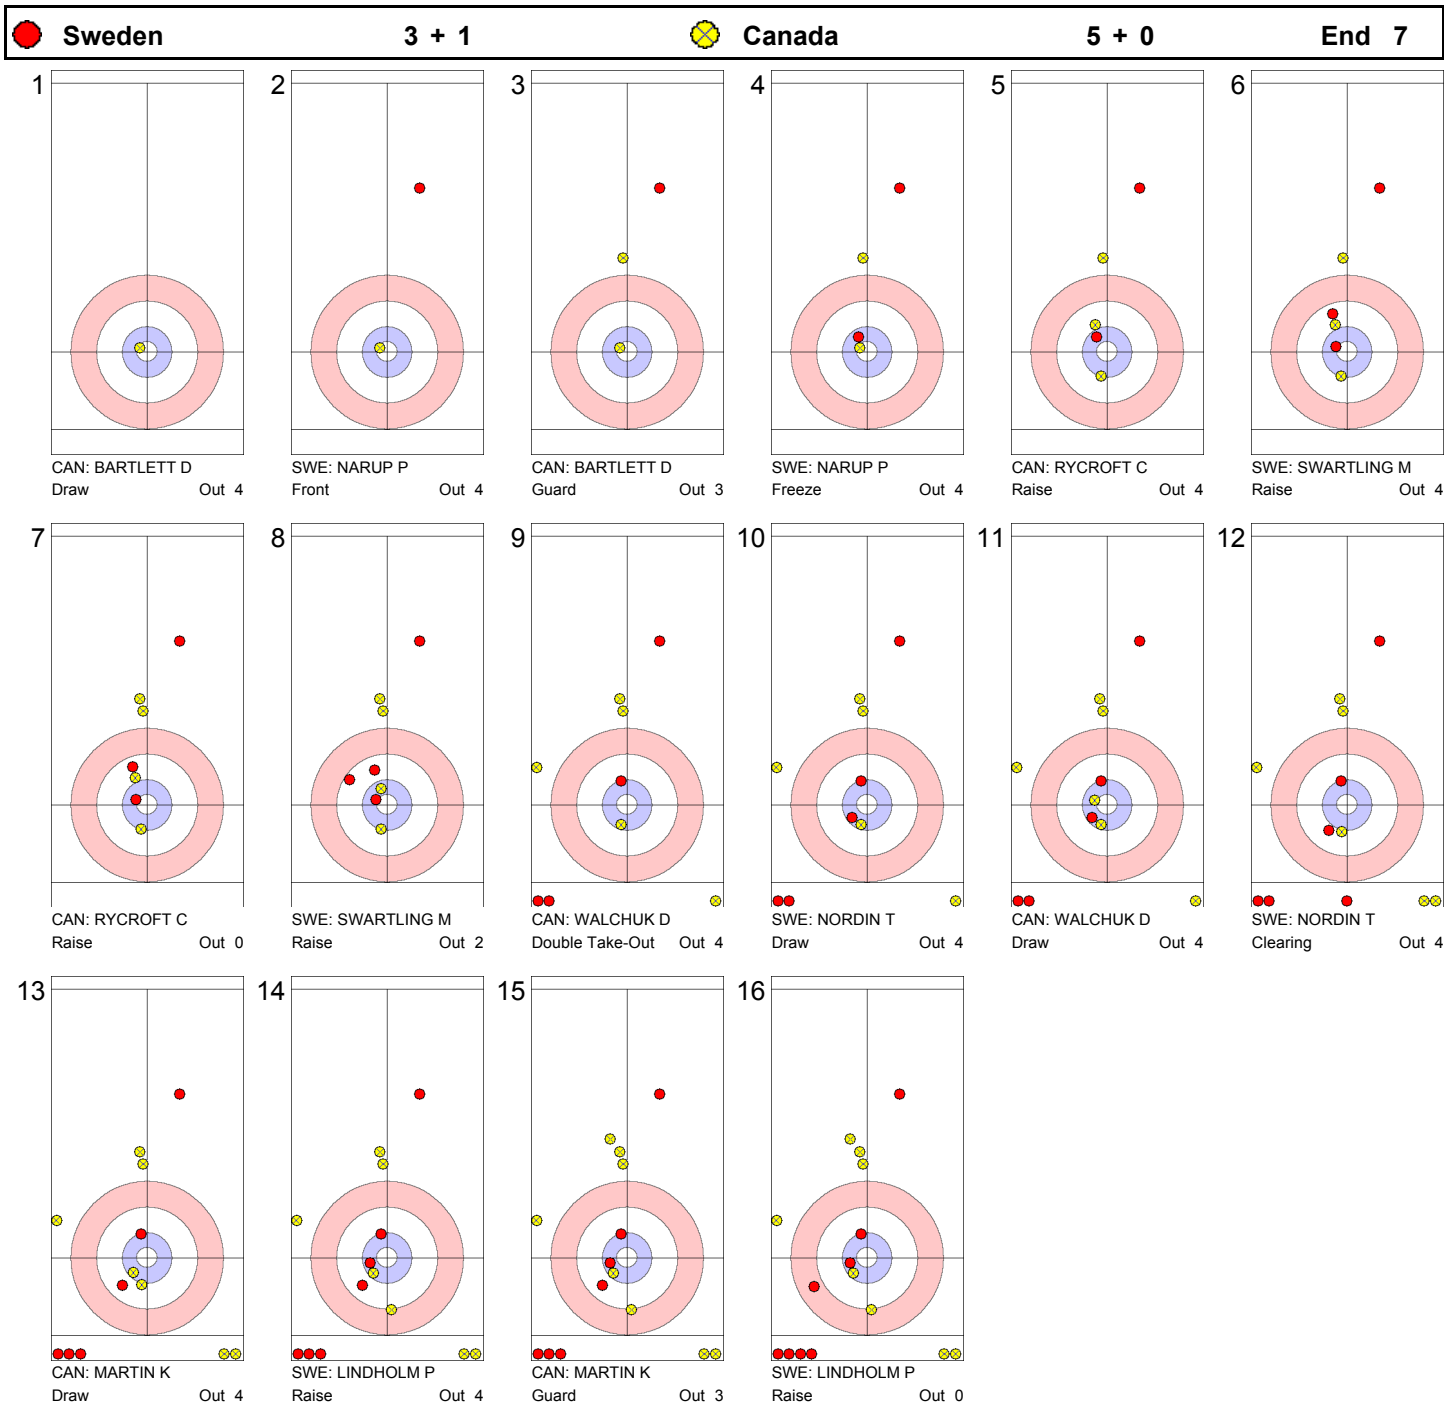 Sweden 3 + 1 Canada 5 + 0 End 7
1 2 3 4 5 6
CAN: BARTLETT D SWE: NARUP P CAN: BARTLETT D SWE: NARUP P CAN: RYCROFT C SWE: SWARTLING M
Draw Out 4 Front Out 4 Guard Out 3 Freeze Out 4 Raise Out 4 Raise Out 4
7 8 9 10 11 12
CAN: RYCROFT C SWE: SWARTLING M CAN: WALCHUK D SWE: NORDIN T CAN: WALCHUK D SWE: NORDIN T
Raise Out 0 Raise Out 2 Double Take-Out Out 4 Draw Out 4 Draw Out 4 Clearing Out 4
13 14 15 16
CAN: MARTIN K SWE: LINDHOLM P CAN: MARTIN K SWE: LINDHOLM P
Draw Out 4 Raise Out 4 Guard Out 3 Raise Out 0